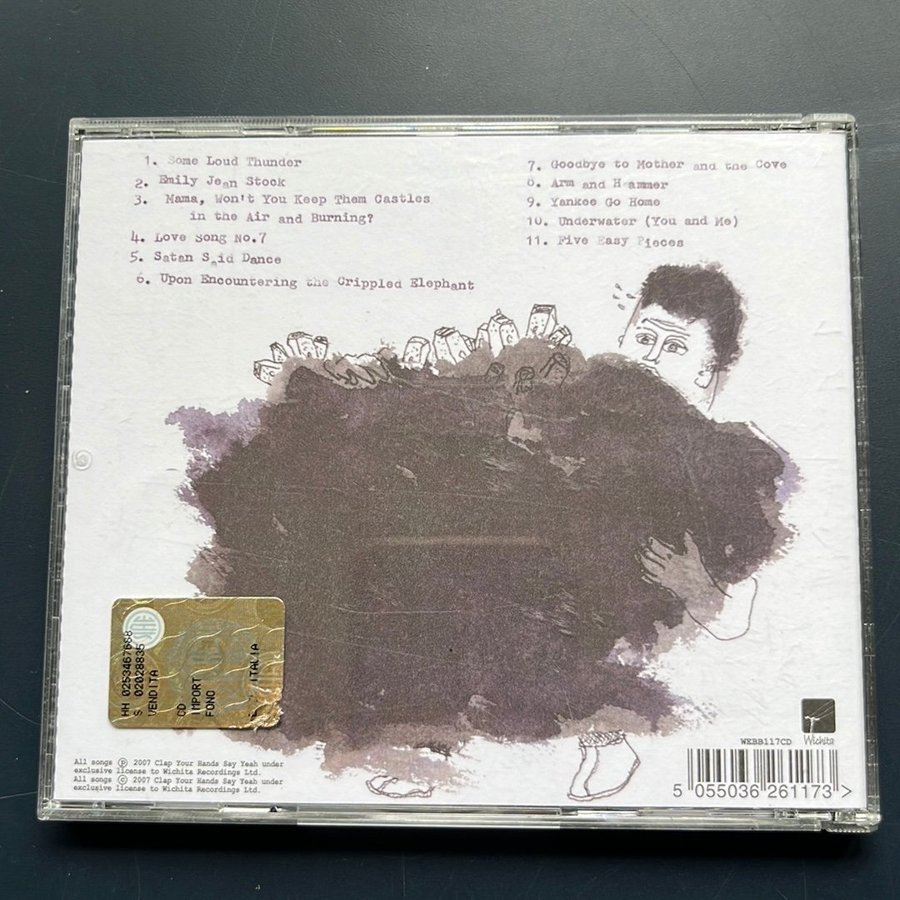 1. Some Loud Thunder
2. Emily Jean Stock
3. Mama, Won't You Keep Them Castles
in the Air and Burning?
4. Love Song No.7
5. Satan Said Dance
6. Upon Encountering the Crippled Elephant
7. Goodbye to Mother and the Cove
8. Arm and Hammer
9. Yankee Go Home
10. Underwater (You and Me)
11. Five Easy Pieces
HH 0253467668
S 02028835
VENDITA
CD
IMPORT
FONO
ITALIA
All songs ℗ 2007 Clap Your Hands Say Yeah under
exclusive license to Wichita Recordings Ltd.
All songs © 2007 Clap Your Hands Say Yeah under
exclusive license to Wichita Recordings Ltd.
WEBB117CD
Wichita
5 055036 261173 >